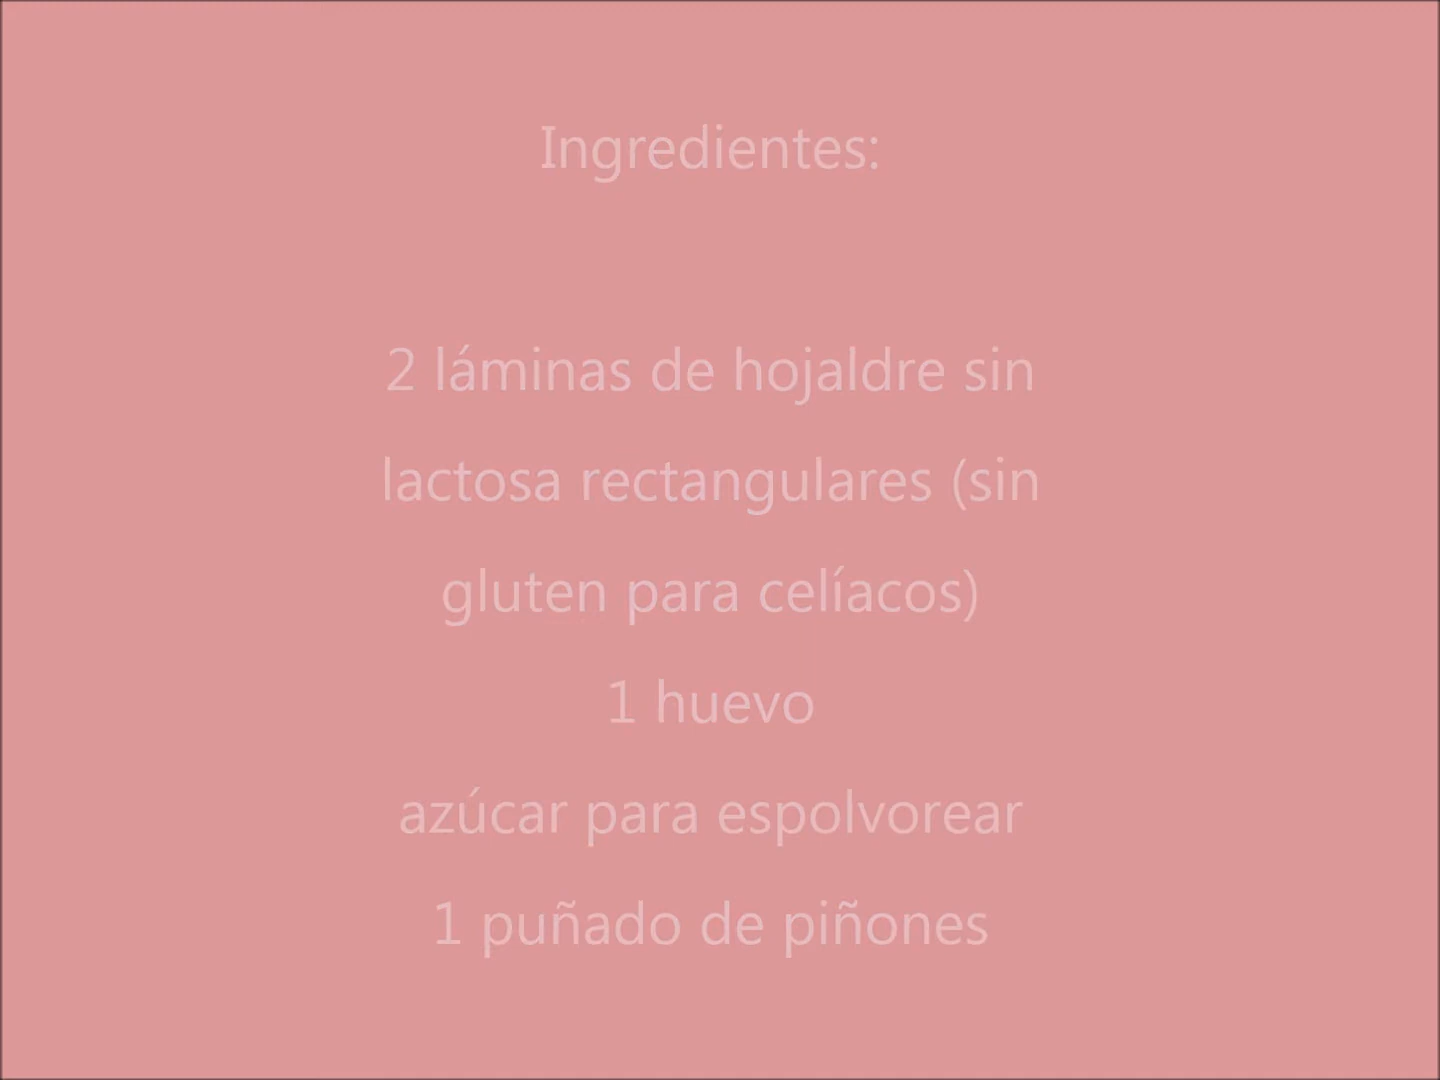 Ingredientes:
2 láminas de hojaldre sin
lactosa rectangulares (sin
gluten para celíacos)
1 huevo
azúcar para espolvorear
1 puñado de piñones